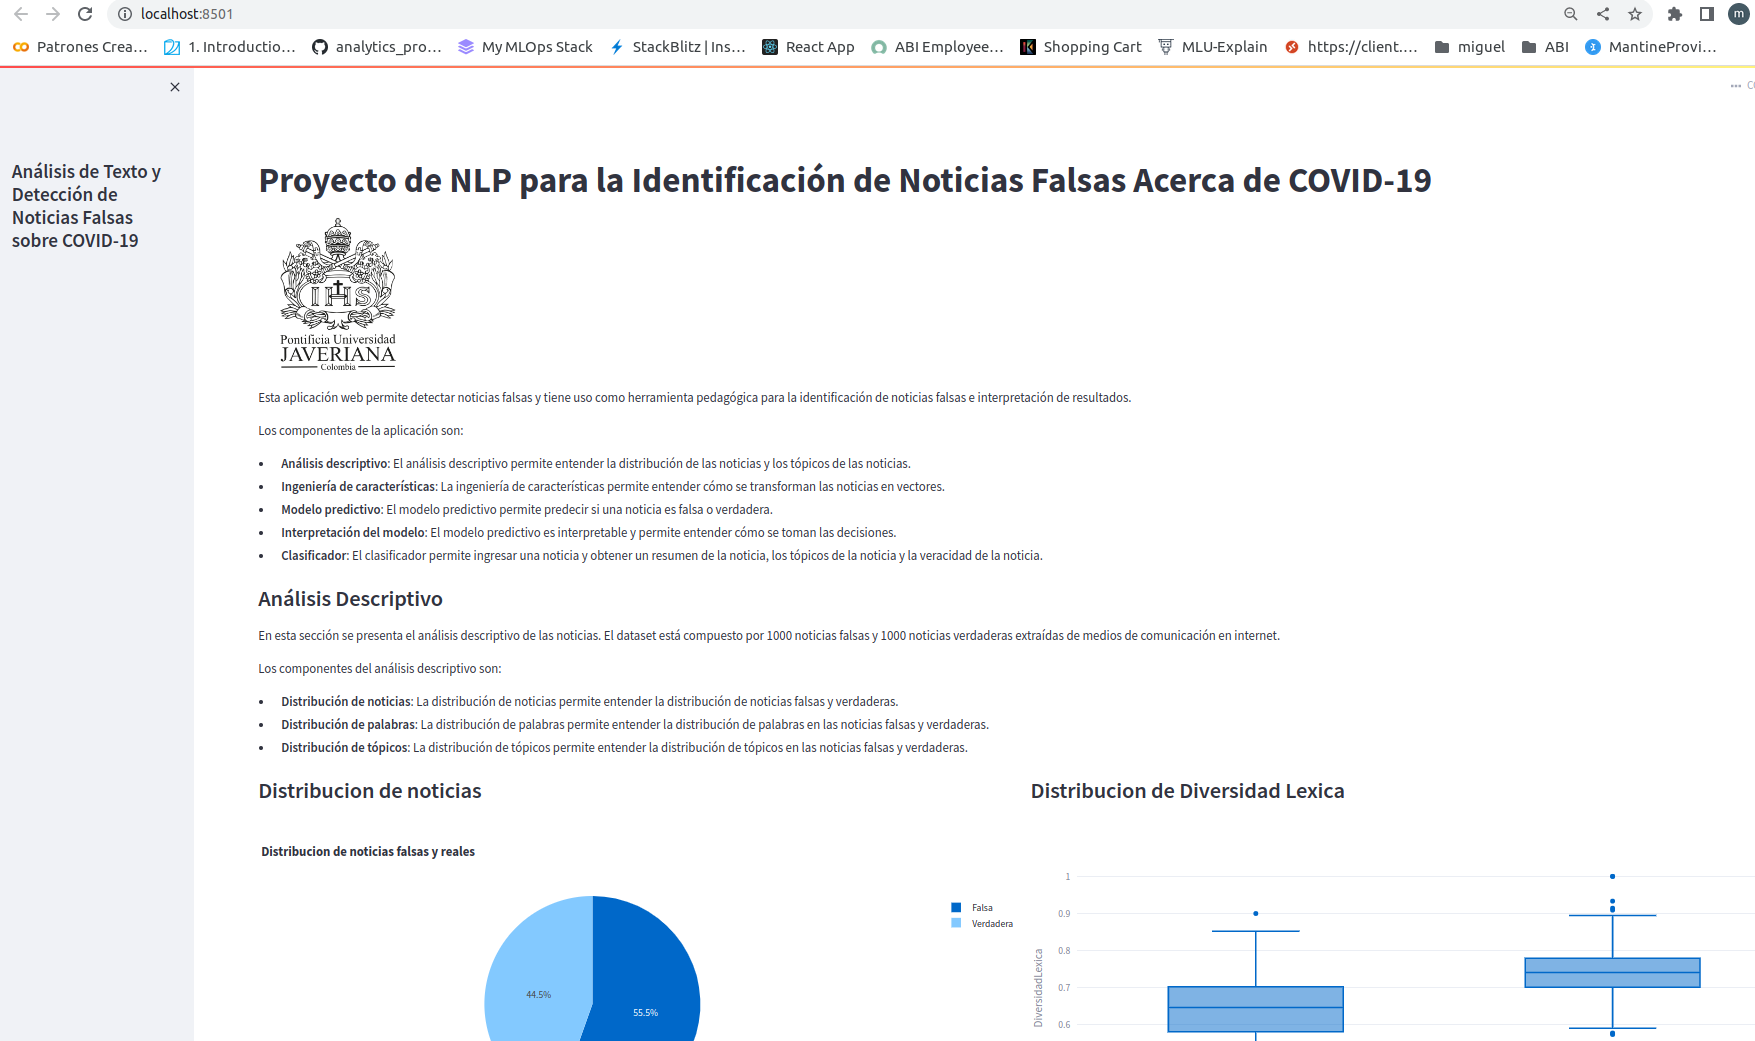 localhost:8501
m
Patrones Crea... 1. Introductio... analytics_pro... My MLOps Stack StackBlitz | Ins... React App ABI Employee... Shopping Cart MLU-Explain https://client.... miguel ABI MantineProvi...
Análisis de Texto y
Detección de
Noticias Falsas
sobre COVID-19
Proyecto de NLP para la Identificación de Noticias Falsas Acerca de COVID-19
IHS
Pontificia Universidad
JAVERIANA
Colombia
Esta aplicación web permite detectar noticias falsas y tiene uso como herramienta pedagógica para la identificación de noticias falsas e interpretación de resultados.
Los componentes de la aplicación son:
• Análisis descriptivo: El análisis descriptivo permite entender la distribución de las noticias y los tópicos de las noticias.
• Ingeniería de características: La ingeniería de características permite entender cómo se transforman las noticias en vectores.
• Modelo predictivo: El modelo predictivo permite predecir si una noticia es falsa o verdadera.
• Interpretación del modelo: El modelo predictivo es interpretable y permite entender cómo se toman las decisiones.
• Clasificador: El clasificador permite ingresar una noticia y obtener un resumen de la noticia, los tópicos de la noticia y la veracidad de la noticia.
Análisis Descriptivo
En esta sección se presenta el análisis descriptivo de las noticias. El dataset está compuesto por 1000 noticias falsas y 1000 noticias verdaderas extraídas de medios de comunicación en internet.
Los componentes del análisis descriptivo son:
• Distribución de noticias: La distribución de noticias permite entender la distribución de noticias falsas y verdaderas.
• Distribución de palabras: La distribución de palabras permite entender la distribución de palabras en las noticias falsas y verdaderas.
• Distribución de tópicos: La distribución de tópicos permite entender la distribución de tópicos en las noticias falsas y verdaderas.
Distribucion de noticias
Distribucion de noticias falsas y reales
Falsa
Verdadera
44.5%
55.5%
Distribucion de Diversidad Lexica
DiversidadLexica
1
0.9
0.8
0.7
0.6